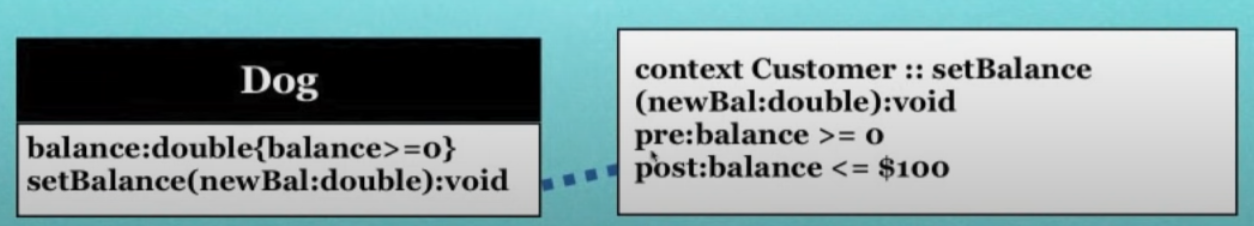 Dog
balance:double{balance>=0}
setBalance(newBal:double):void
context Customer :: setBalance
(newBal:double):void
pre:balance >= 0
post:balance <= $100